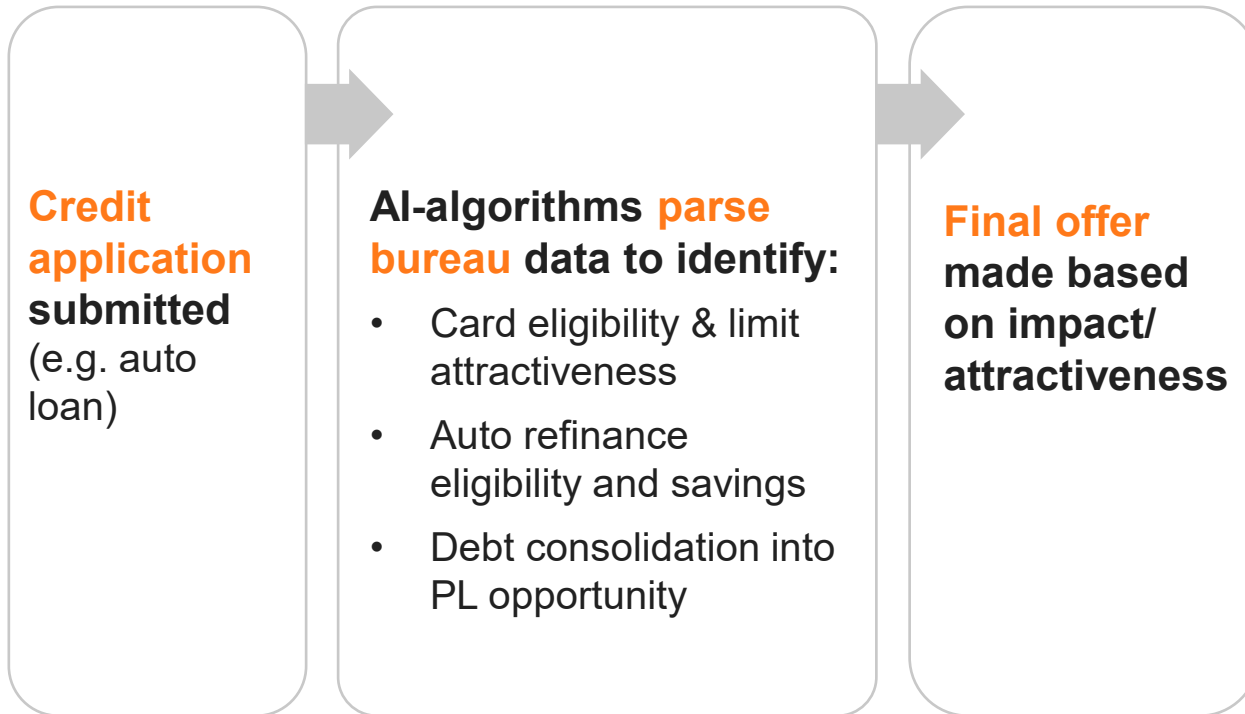 Credit
application
submitted
(e.g. auto
loan)
AI-algorithms parse
bureau data to identify:
• Card eligibility & limit
attractiveness
• Auto refinance
eligibility and savings
• Debt consolidation into
PL opportunity
Final offer
made based
on impact/
attractiveness